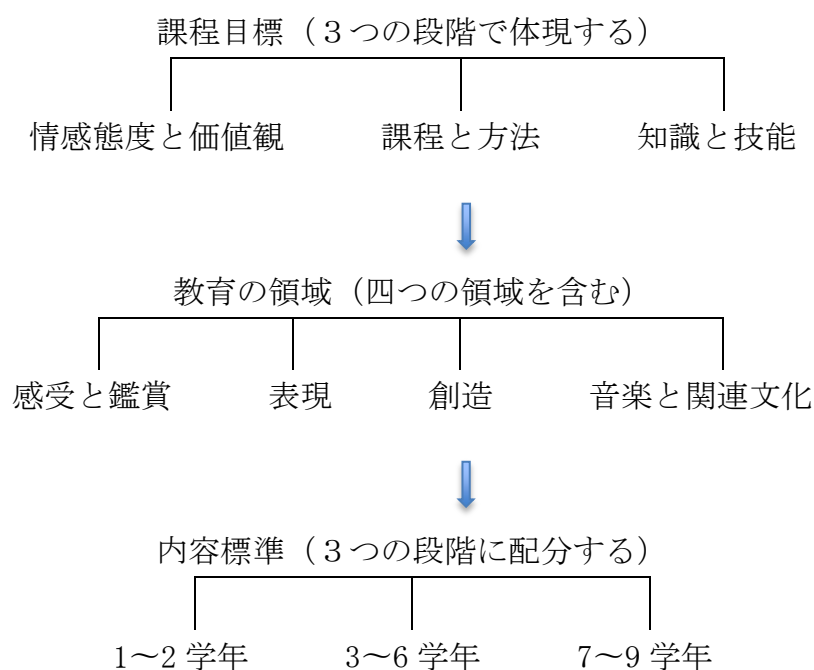 課程目標（３つの段階で体現する）
情感態度と価値観　課程と方法　知識と技能
教育の領域（四つの領域を含む）
感受と鑑賞　表現　創造　音楽と関連文化
内容標準（３つの段階に配分する）
1～2 学年　3～6 学年　7～9 学年